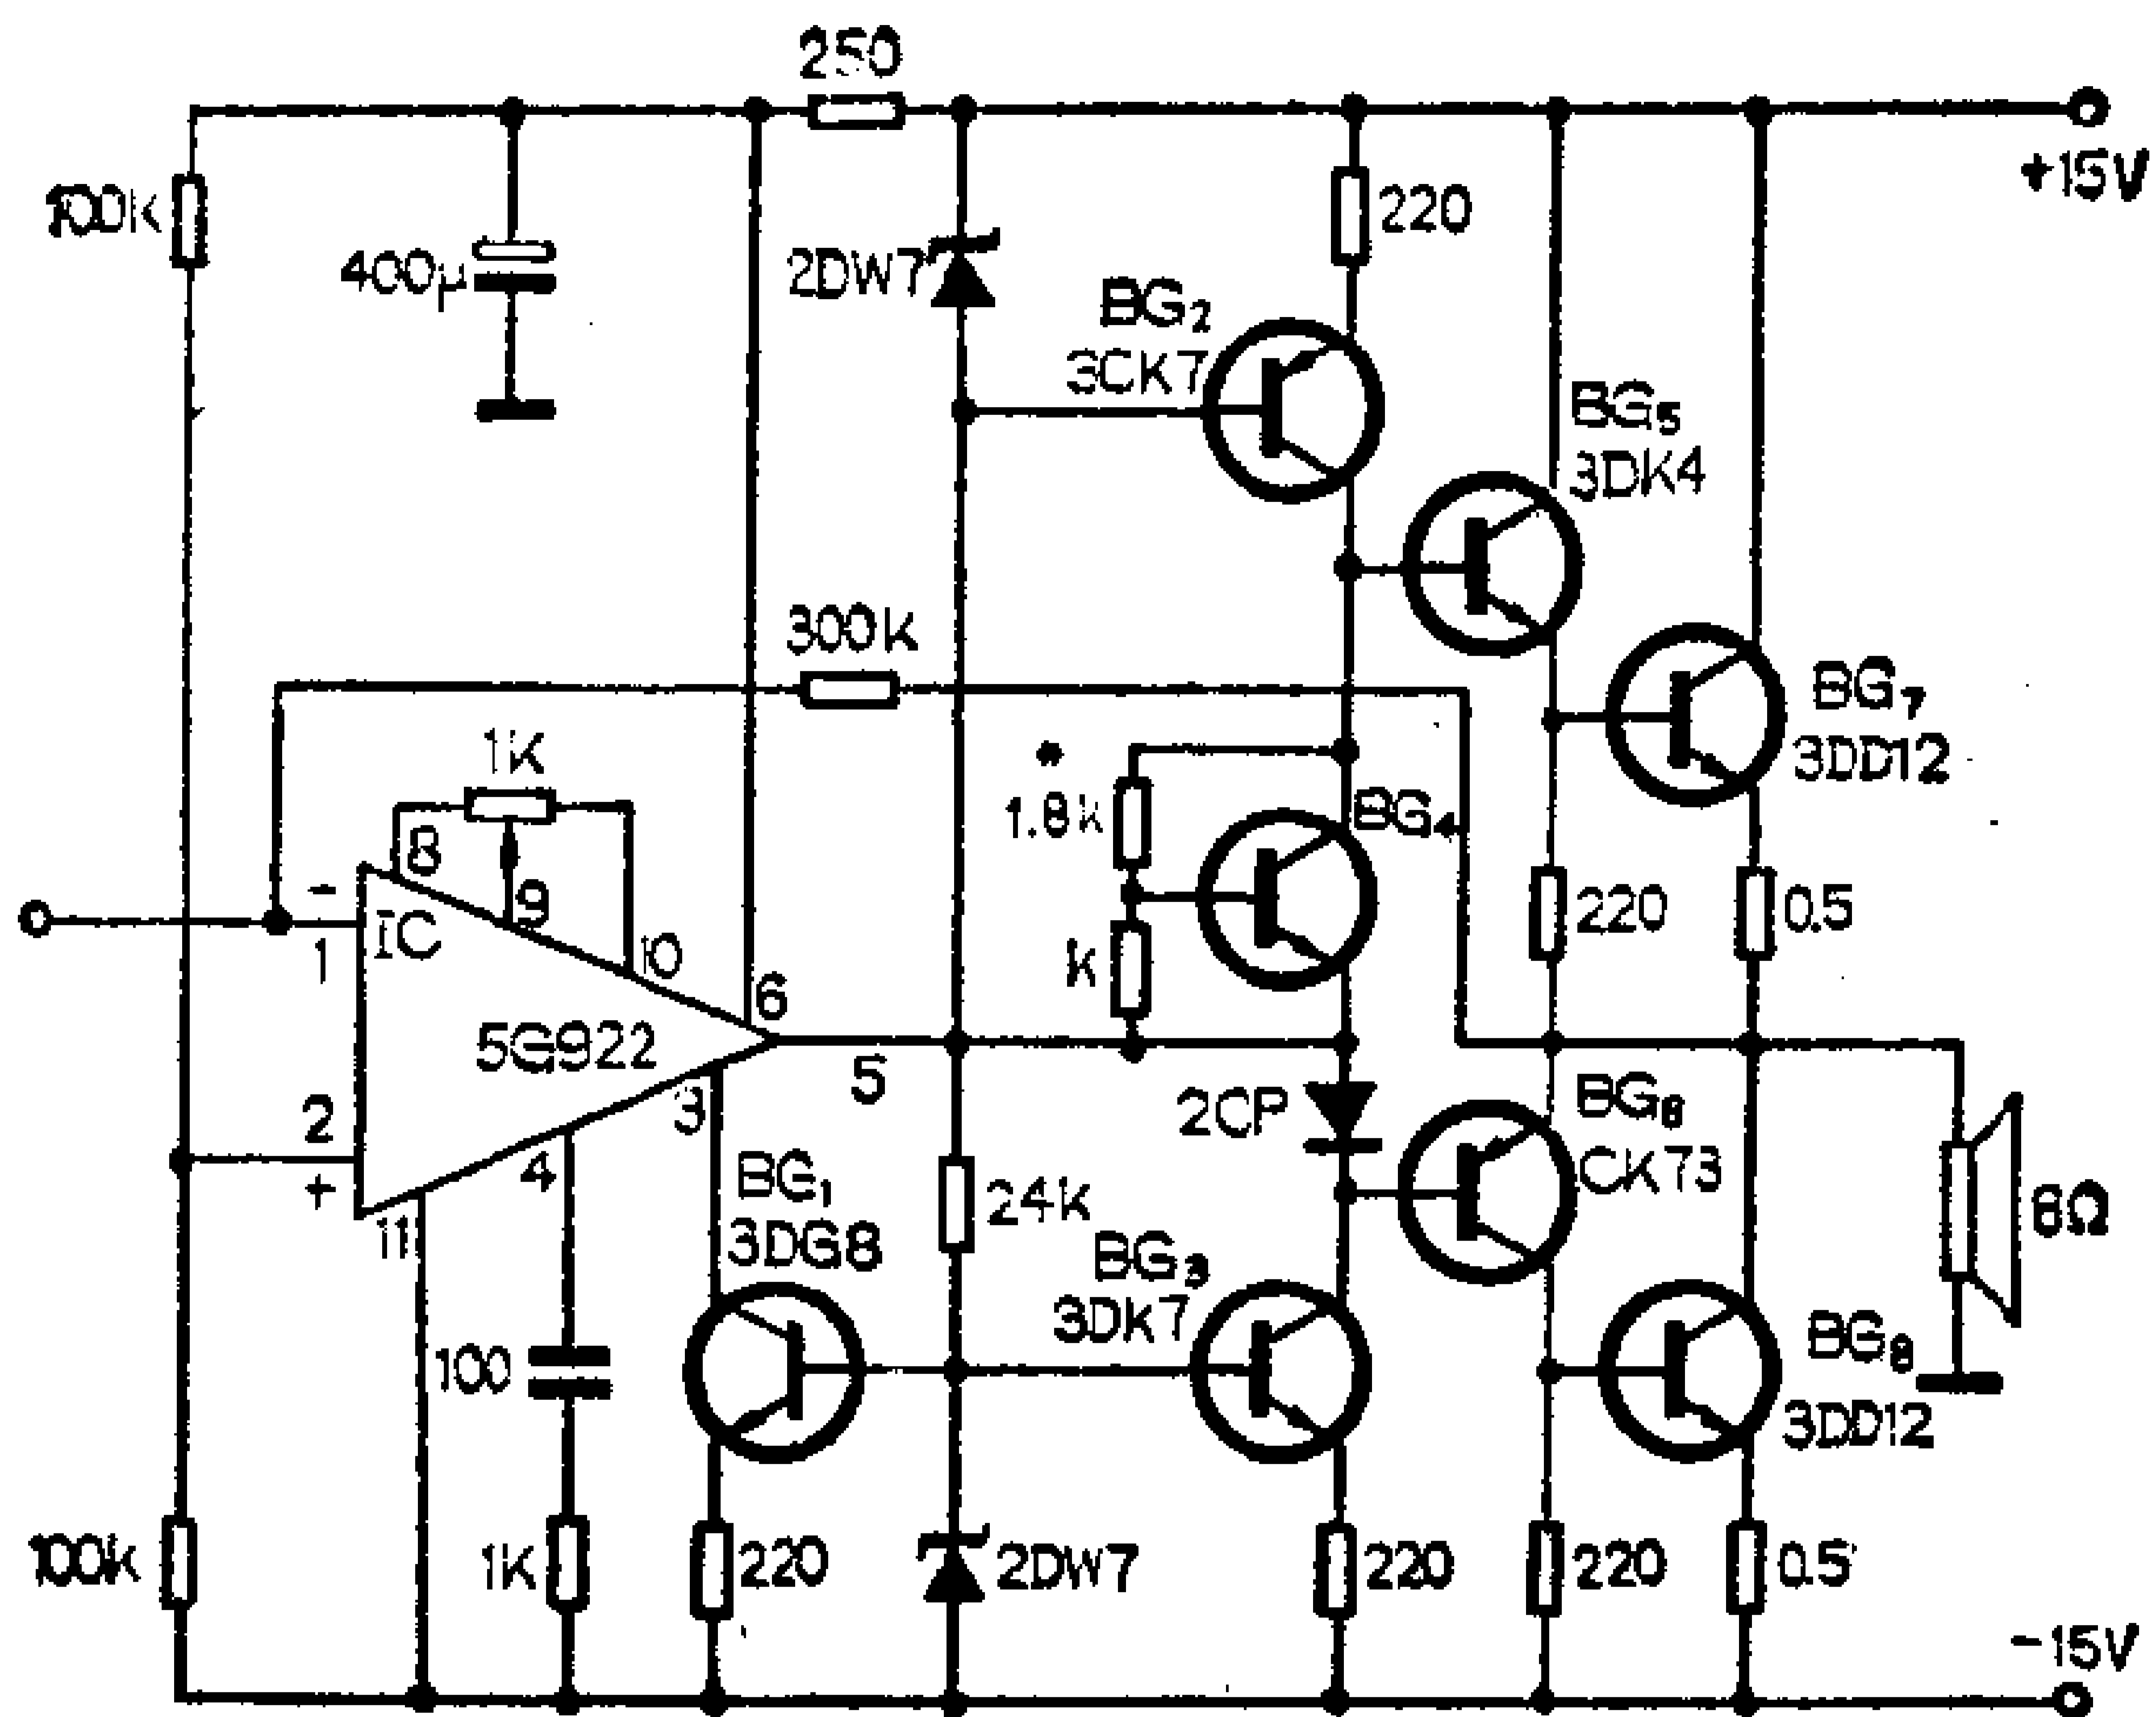 250
+15V
100k
400μ
2DW7
220
BG₂
3CK7
BG₅
3DK4
300k
BG₇
3DD12
1K
*
1.8k
BG₄
8
9
10
-
1
IC
k
220
0.5
6
5G922
5
3
2
+
4
11
2CP
BG₆
CK73
8Ω
BG₁
3DG8
24k
BG₃
3DK7
100
BG₈
3DD12
100k
1K
220
2DW7
220
220
0.5
-15V